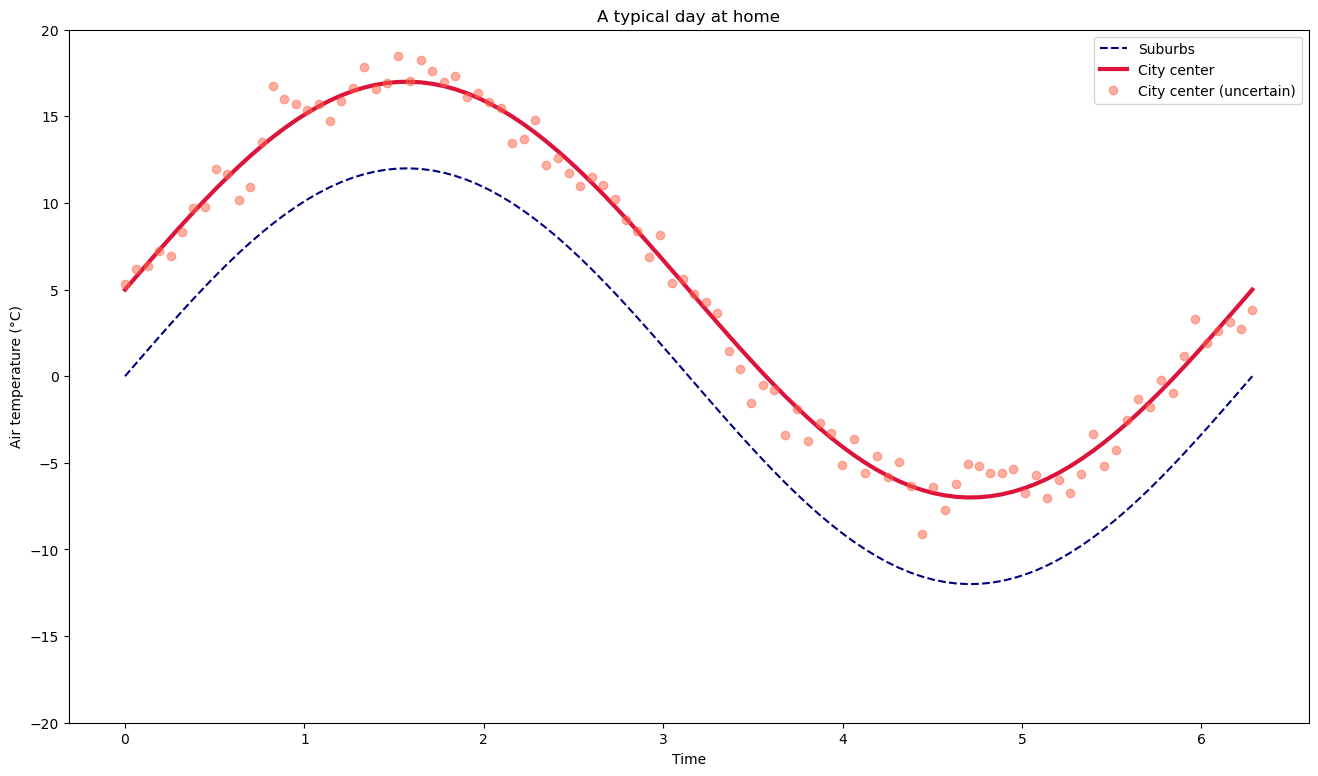 A typical day at home
Suburbs
City center
City center (uncertain)
Air temperature (°C)
20
15
10
5
0
−5
−10
−15
−20
0 1 2 3 4 5 6
Time